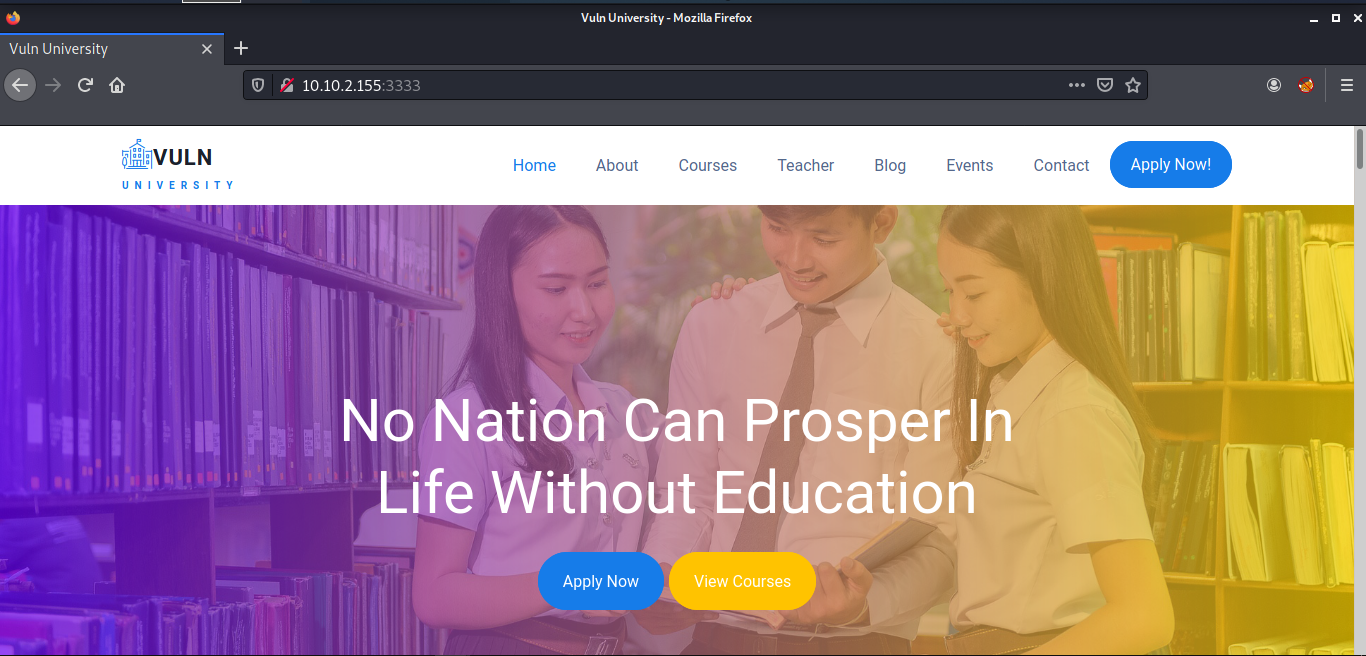 Vuln University - Mozilla Firefox
Vuln University
10.10.2.155:3333
VULN
UNIVERSITY
Home About Courses Teacher Blog Events Contact Apply Now!
No Nation Can Prosper In
Life Without Education
Apply Now View Courses